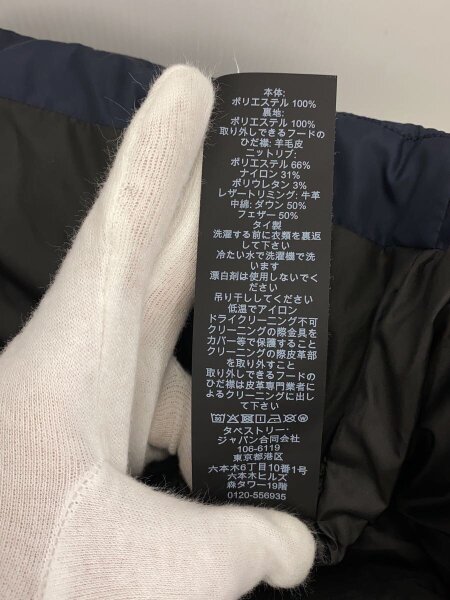 本体:
ポリエステル 100%
裏地:
ポリエステル 100%
取り外しできるフードの
ひだ襟: 羊毛皮
ニットリブ:
ポリエステル 66%
ナイロン 31%
ポリウレタン 3%
レザートリミング: 牛革
中綿: ダウン 50%
フェザー 50%
タイ製
洗濯する前に衣類を裏返
して下さい
冷たい水で洗濯機で洗
います
漂白剤は使用しないでくだ
ださい
吊り干ししてください
低温でアイロン
ドライクリーニング不可
クリーニングの際金具を
カバー等で保護すること
クリーニングの際皮革部
を取り外すこと
取り外しできるフードの
ひだ襟は皮革専門業者に
よるクリーニングに出し
て下さい
タペストリー・
ジャパン合同会社
106-6119
東京都港区
六本木6丁目10番1号
六本木ヒルズ
森タワー19階
0120-556935